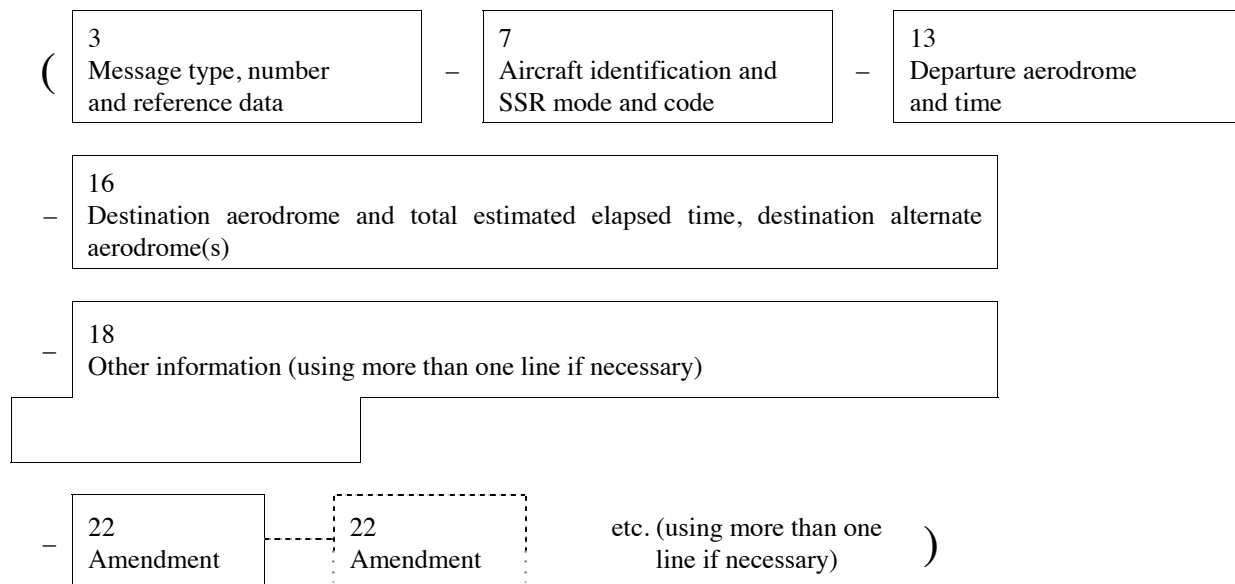 ( 3 – 7 – 13
Message type, number Aircraft identification and Departure aerodrome
and reference data SSR mode and code and time
16
– Destination aerodrome and total estimated elapsed time, destination alternate
aerodrome(s)
18
– Other information (using more than one line if necessary)
22 22 etc. (using more than one
– Amendment Amendment line if necessary) )